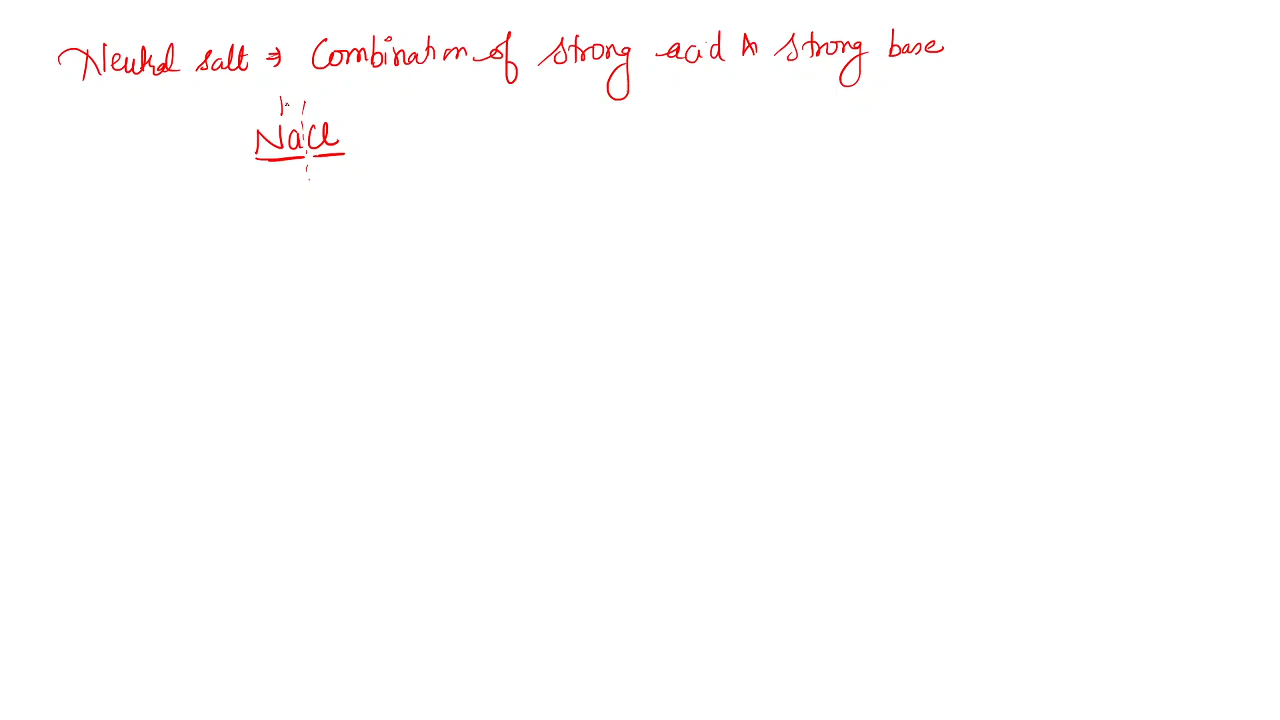 Neutral salt ⇒ Combination of strong acid & strong base
NaCl